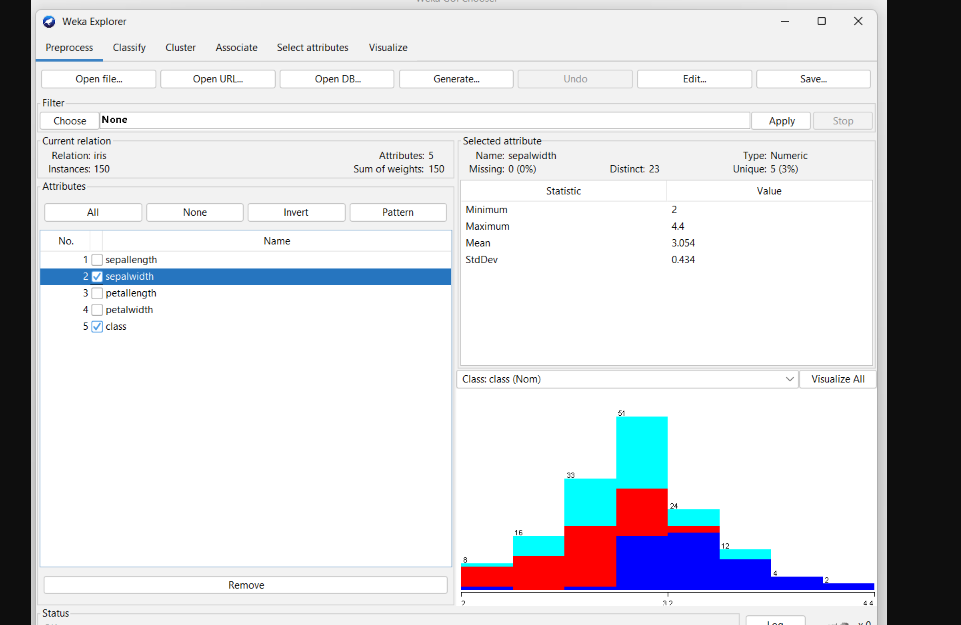 Weka GUI Chooser
Weka Explorer
Preprocess Classify Cluster Associate Select attributes Visualize
Open file... Open URL... Open DB... Generate... Undo Edit... Save...
Filter
Choose None Apply Stop
Current relation
Relation: iris Attributes: 5
Instances: 150 Sum of weights: 150
Attributes
All None Invert Pattern
No. Name
1 sepallength
2 sepalwidth
3 petallength
4 petalwidth
5 class
Remove
Selected attribute
Name: sepalwidth Type: Numeric
Missing: 0 (0%) Distinct: 23 Unique: 5 (3%)
Statistic Value
Minimum 2
Maximum 4.4
Mean 3.054
StdDev 0.434
Class: class (Nom) Visualize All
51
33
24
16
12
8
4
2
2 3.2 4.4
Status
Log x 0